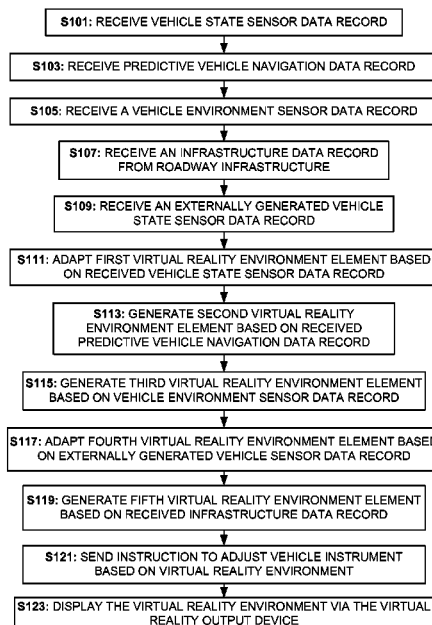 S101: RECEIVE VEHICLE STATE SENSOR DATA RECORD
S103: RECEIVE PREDICTIVE VEHICLE NAVIGATION DATA RECORD
S105: RECEIVE A VEHICLE ENVIRONMENT SENSOR DATA RECORD
S107: RECEIVE AN INFRASTRUCTURE DATA RECORD
FROM ROADWAY INFRASTRUCTURE
S109: RECEIVE AN EXTERNALLY GENERATED VEHICLE
STATE SENSOR DATA RECORD
S111: ADAPT FIRST VIRTUAL REALITY ENVIRONMENT ELEMENT BASED
ON RECEIVED VEHICLE STATE SENSOR DATA RECORD
S113: GENERATE SECOND VIRTUAL REALITY
ENVIRONMENT ELEMENT BASED ON RECEIVED
PREDICTIVE VEHICLE NAVIGATION DATA RECORD
S115: GENERATE THIRD VIRTUAL REALITY ENVIRONMENT ELEMENT
BASED ON VEHICLE ENVIRONMENT SENSOR DATA RECORD
S117: ADAPT FOURTH VIRTUAL REALITY ENVIRONMENT ELEMENT BASED
ON EXTERNALLY GENERATED VEHICLE SENSOR DATA RECORD
S119: GENERATE FIFTH VIRTUAL REALITY ENVIRONMENT ELEMENT
BASED ON RECEIVED INFRASTRUCTURE DATA RECORD
S121: SEND INSTRUCTION TO ADJUST VEHICLE INSTRUMENT
BASED ON VIRTUAL REALITY ENVIRONMENT
S123: DISPLAY THE VIRTUAL REALITY ENVIRONMENT VIA THE VIRTUAL
REALITY OUTPUT DEVICE